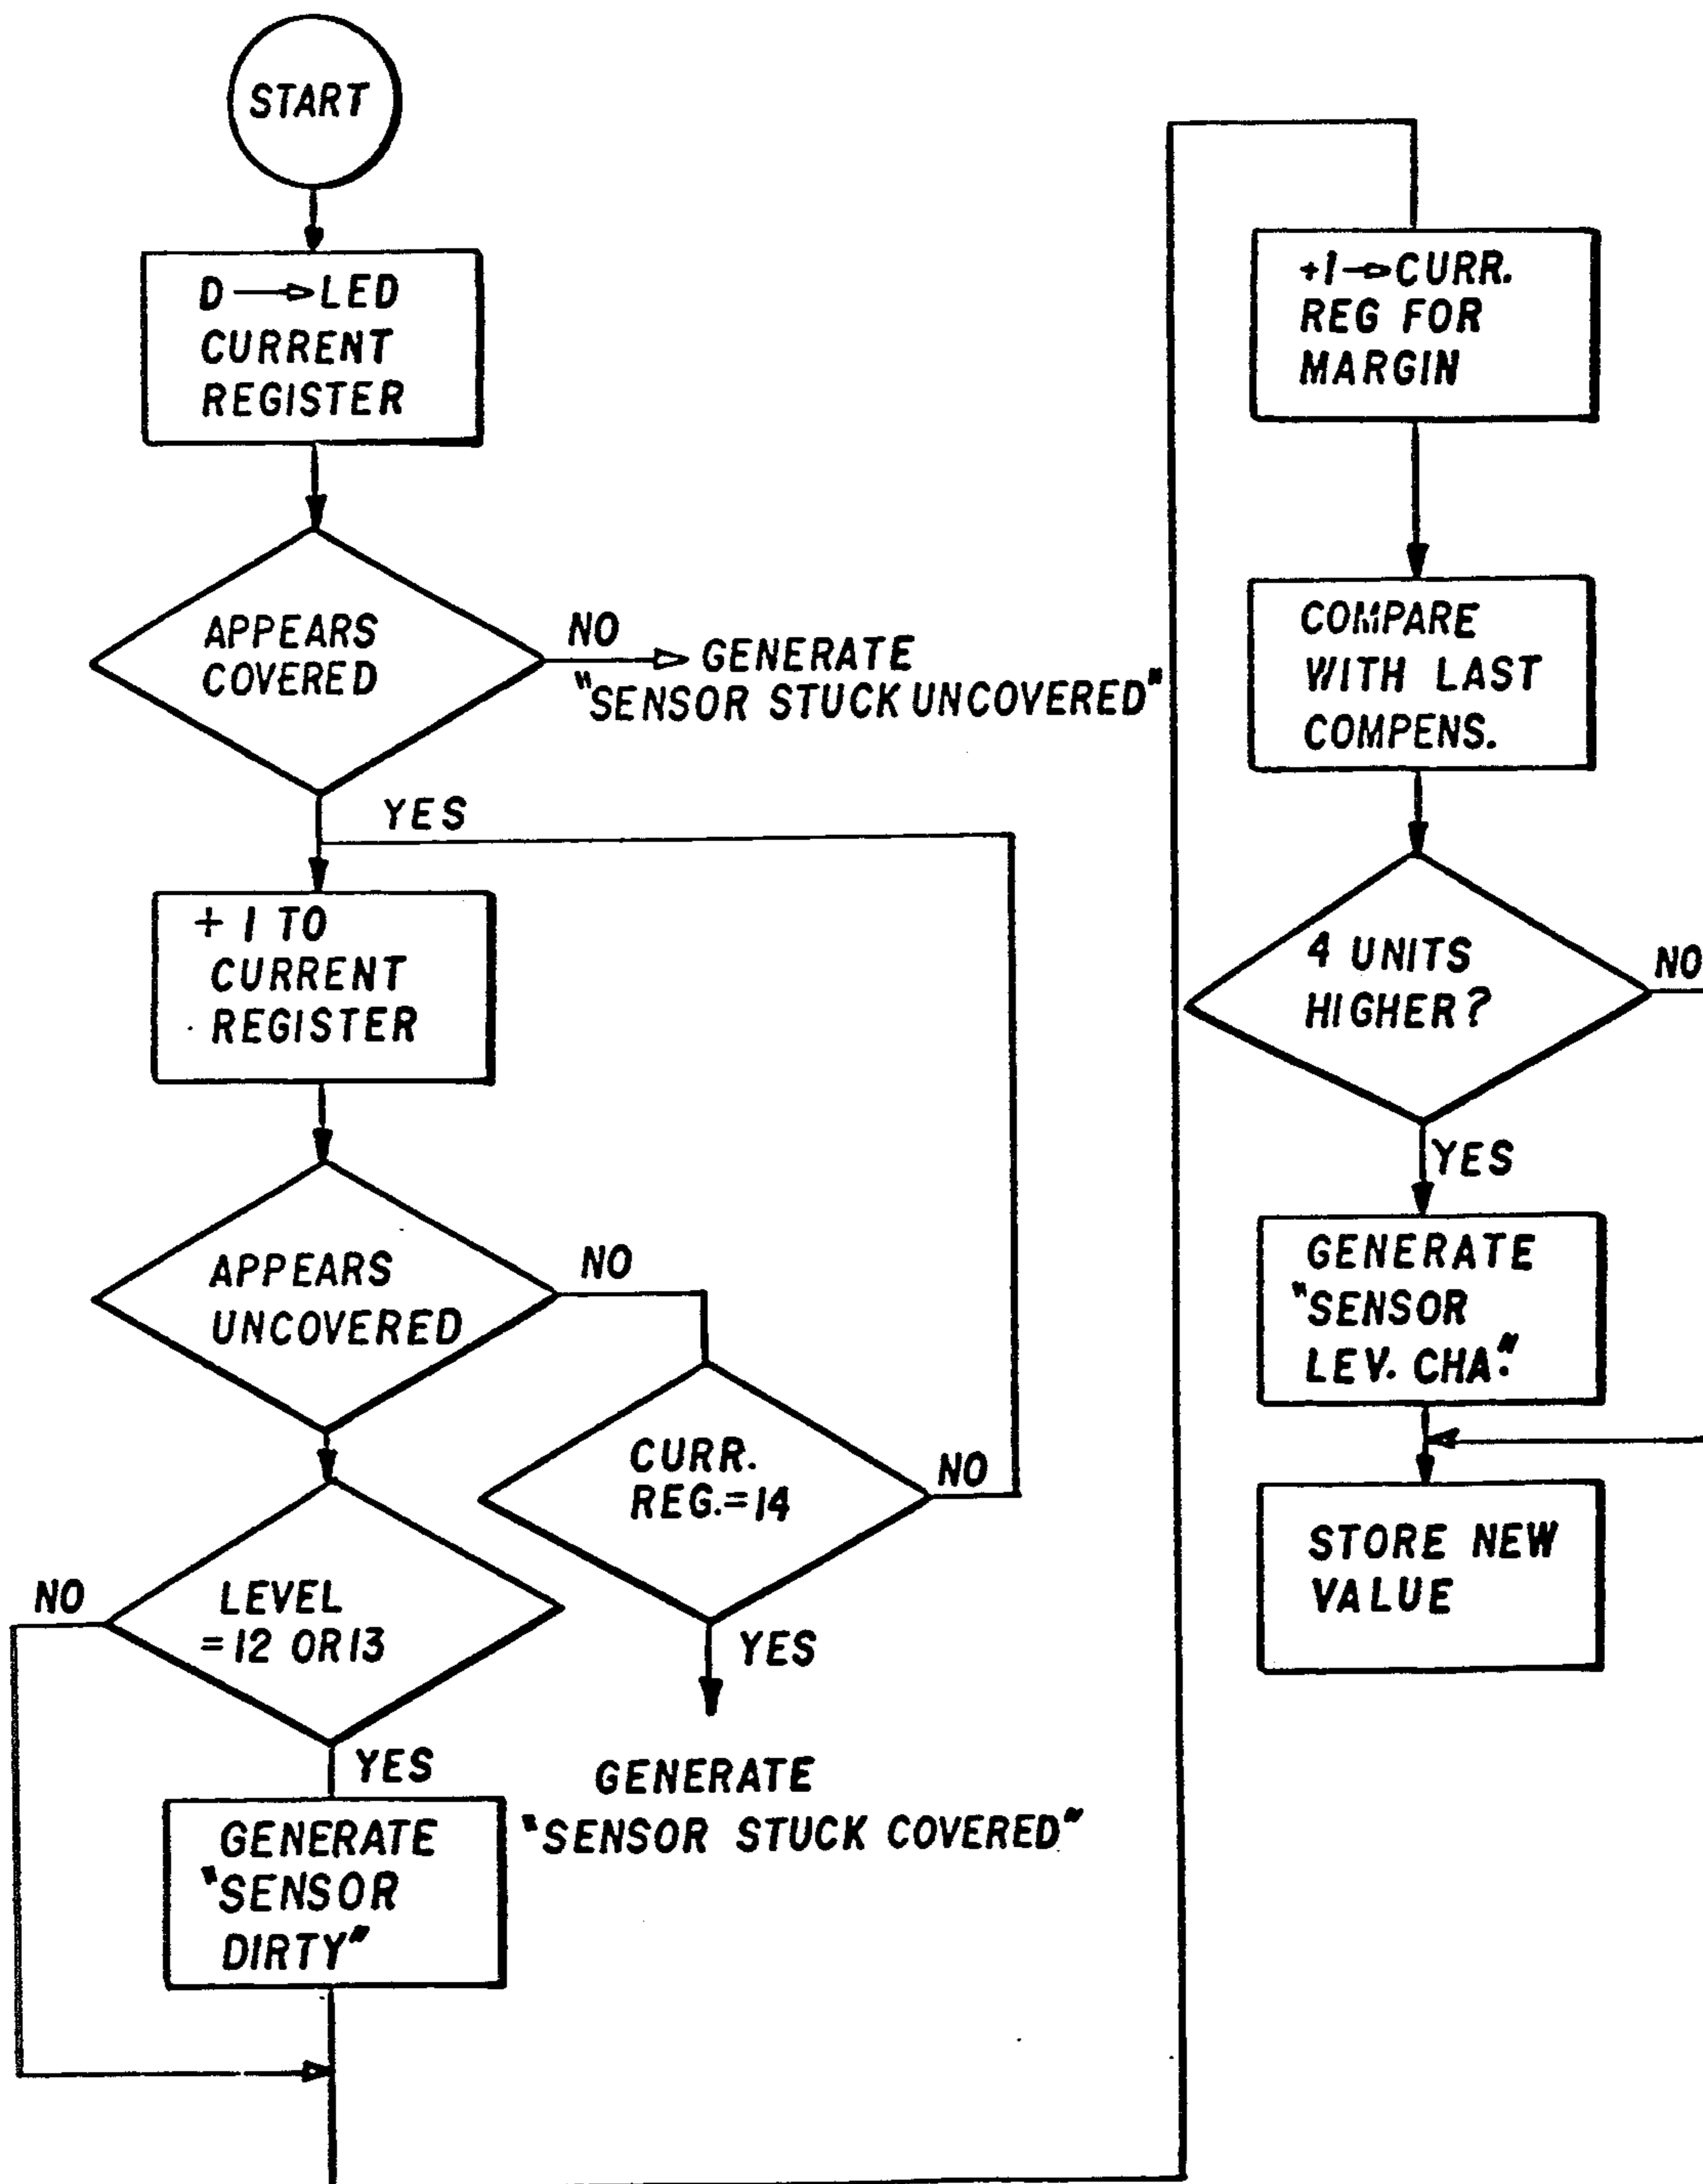 START
D → LED
CURRENT
REGISTER
APPEARS
COVERED
NO
GENERATE
"SENSOR STUCK UNCOVERED"
YES
+ 1 TO
CURRENT
REGISTER
APPEARS
UNCOVERED
NO
CURR.
REG.=14
NO
YES
GENERATE
"SENSOR STUCK COVERED"
LEVEL
=12 OR 13
NO
YES
GENERATE
"SENSOR
DIRTY"
+1→CURR.
REG FOR
MARGIN
COMPARE
WITH LAST
COMPENS.
4 UNITS
HIGHER?
NO
YES
GENERATE
"SENSOR
LEV. CHA."
STORE NEW
VALUE